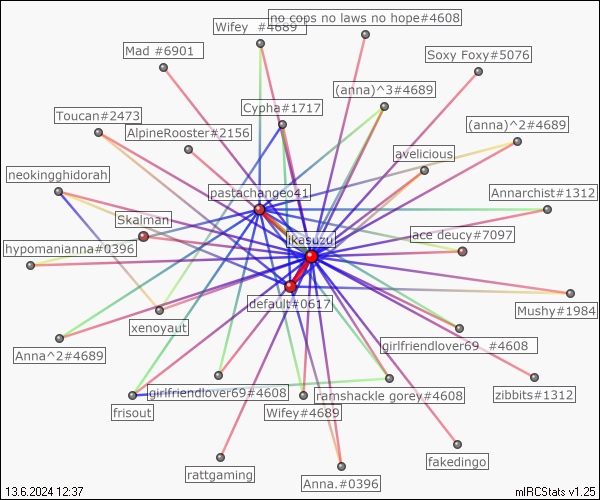 no cops no laws no hope#4608
Wifey_#4689
Mad #6901
Soxy Foxy#5076
(anna)^3#4689
Cypha#1717
Toucan#2473
AlpineRooster#2156
(anna)^2#4689
avelicious
neokingghidorah
pastachangeo41
Annarchist#1312
Skalman
ikasuzu
ace deucy#7097
hypomanianna#0396
default#0617
Mushy#1984
xenoyaut
girlfriendlover69_#4608
Anna^2#4689
girlfriendlover69#4608
ramshackle gorey#4608
zibbits#1312
frisout
Wifey#4689
fakedingo
rattgaming
Anna.#0396
13.6.2024 12:37
mIRCStats v1.25